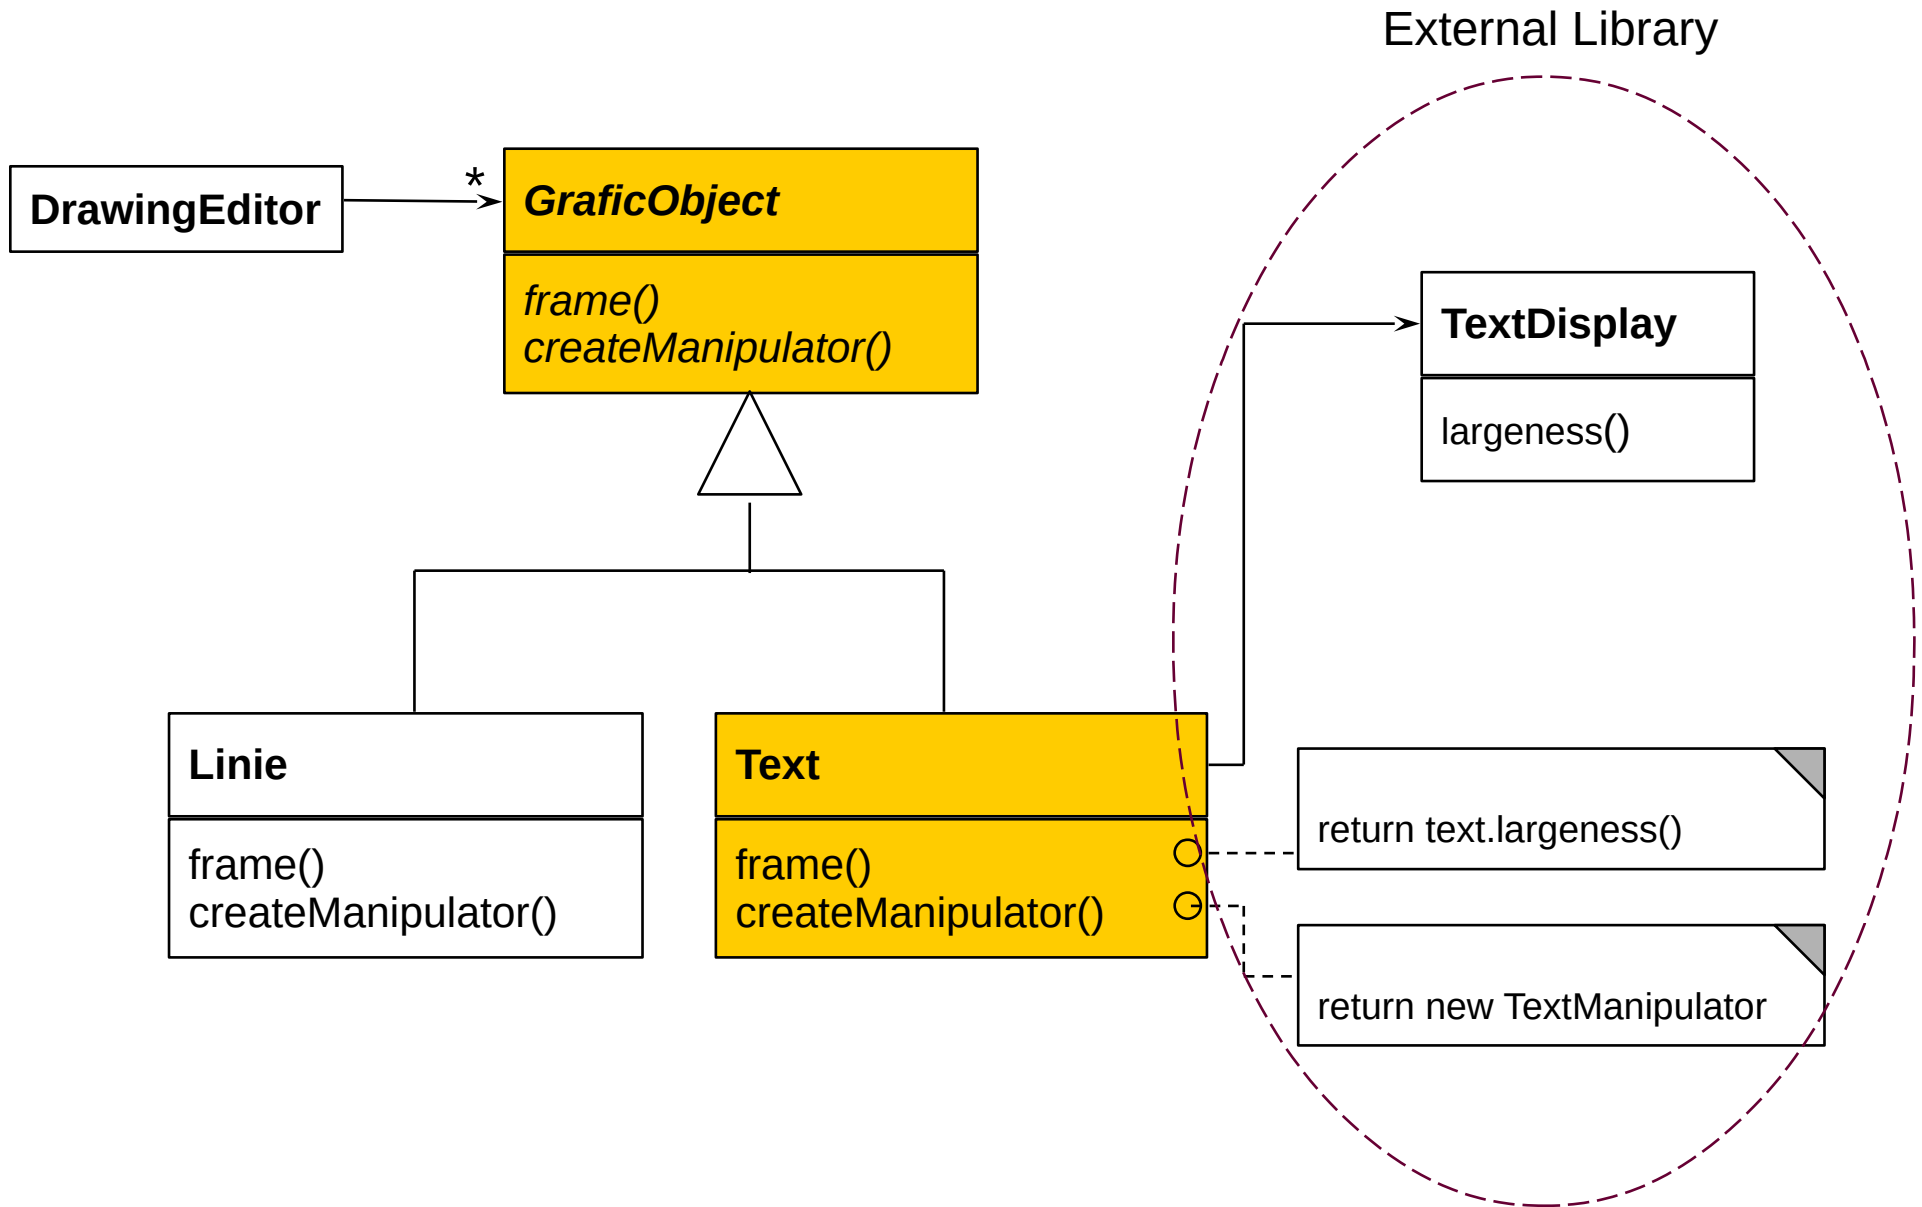 External Library
DrawingEditor
*
GraficObject
frame()
createManipulator()
TextDisplay
largeness()
Linie
frame()
createManipulator()
Text
frame()
createManipulator()
return text.largeness()
return new TextManipulator